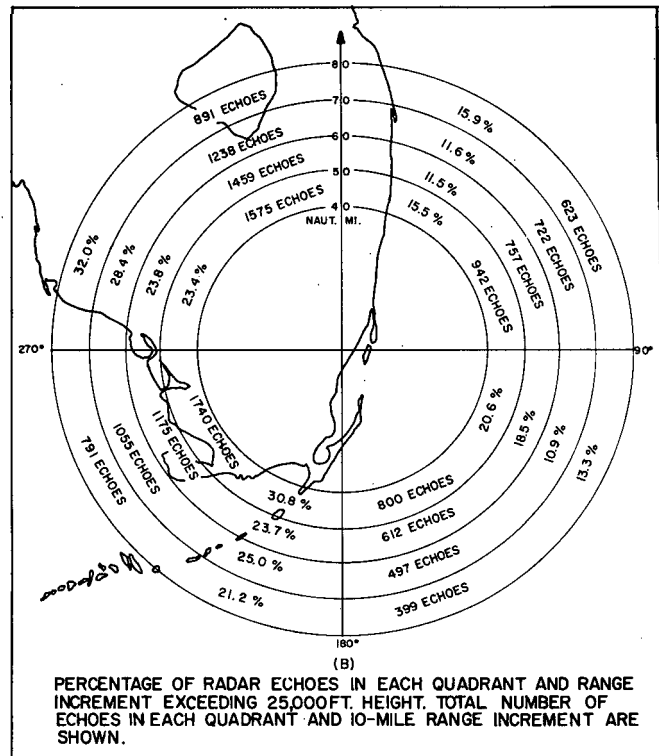 80
891 ECHOES
15.9 %
70
1238 ECHOES
11.6 %
60
1459 ECHOES
11.5 %
50
1575 ECHOES
15.5 %
40
NAUT. MI.
623 ECHOES
722 ECHOES
757 ECHOES
942 ECHOES
32.0 %
28.4 %
23.8 %
23.4 %
270°
90°
1740 ECHOES
1175 ECHOES
1055 ECHOES
791 ECHOES
20.6 %
18.5 %
10.9 %
13.3 %
30.8 %
800 ECHOES
23.7 %
612 ECHOES
25.0 %
497 ECHOES
21.2 %
399 ECHOES
180°
(B)
PERCENTAGE OF RADAR ECHOES IN EACH QUADRANT AND RANGE
INCREMENT EXCEEDING 25,000 FT. HEIGHT. TOTAL NUMBER OF
ECHOES IN EACH QUADRANT AND 10-MILE RANGE INCREMENT ARE
SHOWN.